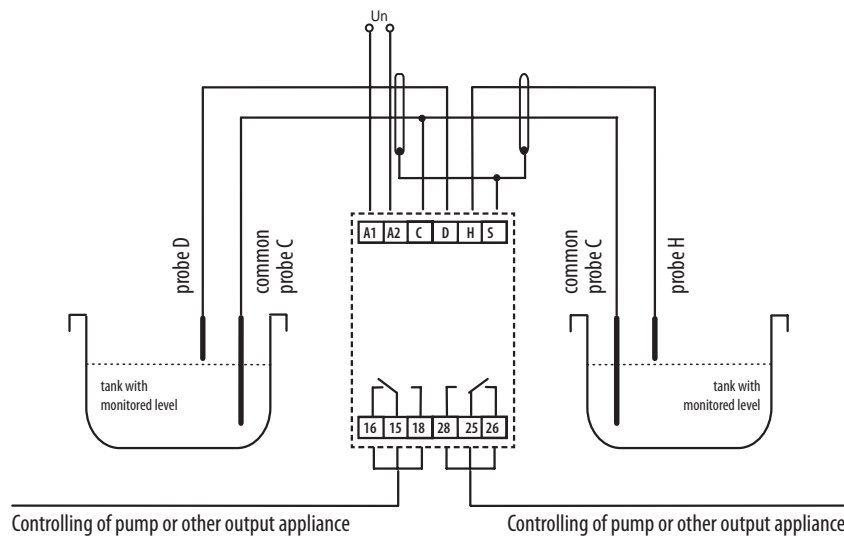 Un
A1 A2 C D H S
probe D
common
probe C
common
probe C
probe H
tank with
monitored level
tank with
monitored level
16 15 18 28 25 26
Controlling of pump or other output appliance
Controlling of pump or other output appliance